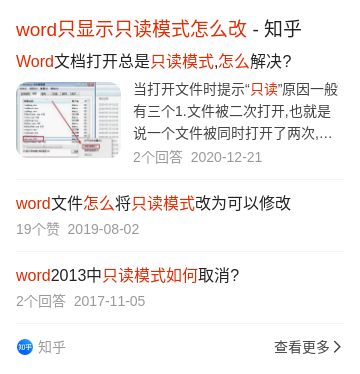 word只显示只读模式怎么改 - 知乎
Word文档打开总是只读模式,怎么解决?
当打开文件时提示“只读”原因一般
有三个1.文件被二次打开,也就是
说一个文件被同时打开了两次,...
2个回答 2020-12-21
word文件怎么将只读模式改为可以修改
19个赞 2019-08-02
word2013中只读模式如何取消?
2个回答 2017-11-05
知乎 知乎
查看更多